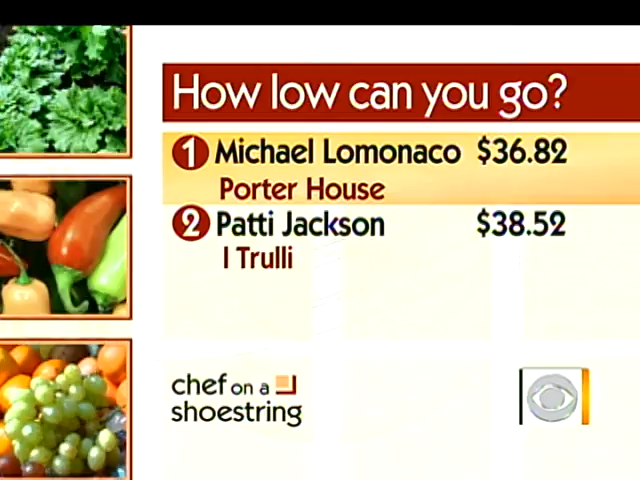 How low can you go?
1 Michael Lomonaco $36.82
Porter House
2 Patti Jackson $38.52
I Trulli
chef on a
shoestring